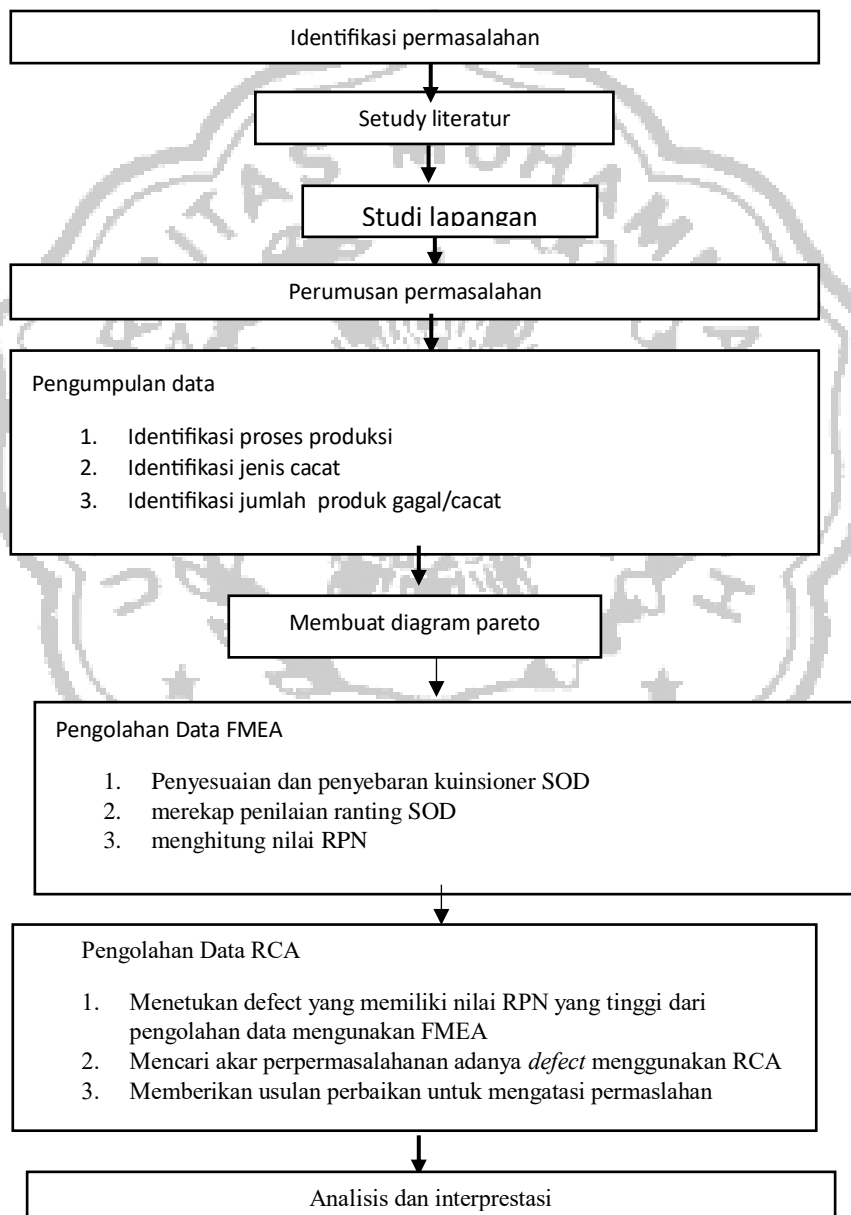 Identifikasi permasalahan
Setudy literatur
Studi lapangan
Perumusan permasalahan
Pengumpulan data
1. Identifikasi proses produksi
2. Identifikasi jenis cacat
3. Identifikasi jumlah produk gagal/cacat
Membuat diagram pareto
Pengolahan Data FMEA
1. Penyesuaian dan penyebaran kuinsioner SOD
2. merekap penilaian ranting SOD
3. menghitung nilai RPN
Pengolahan Data RCA
1. Menetukan defect yang memiliki nilai RPN yang tinggi dari
pengolahan data mengunakan FMEA
2. Mencari akar perpermasalahanan adanya defect menggunakan RCA
3. Memberikan usulan perbaikan untuk mengatasi permaslahan
Analisis dan interprestasi